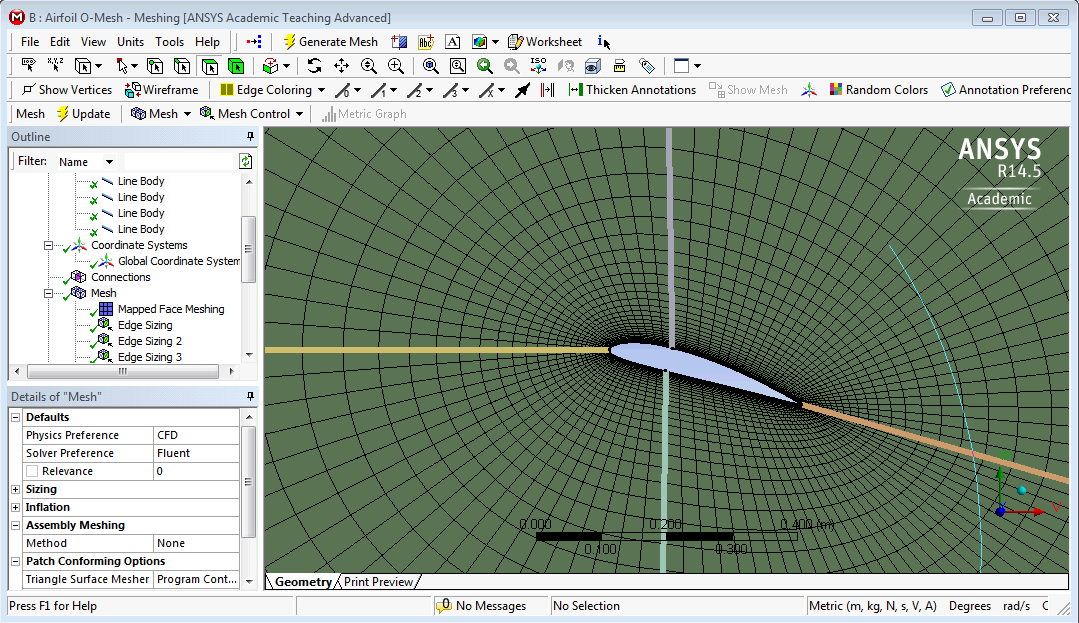 B : Airfoil O-Mesh - Meshing [ANSYS Academic Teaching Advanced]
File Edit View Units Tools Help Generate Mesh Abc A Worksheet i
x,y,z ISO
Show Vertices Wireframe Edge Coloring Thicken Annotations Show Mesh Random Colors Annotation Preferenc
Mesh Update Mesh Mesh Control Metric Graph
Outline
Filter: Name
Line Body
Line Body
Line Body
Line Body
Coordinate Systems
Global Coordinate System
Connections
Mesh
Mapped Face Meshing
Edge Sizing
Edge Sizing 2
Edge Sizing 3
Details of "Mesh"
Defaults
Physics Preference CFD
Solver Preference Fluent
Relevance 0
Sizing
Inflation
Assembly Meshing
Method None
Patch Conforming Options
Triangle Surface Mesher Program Cont...
ANSYS
R14.5
Academic
0.000 0.200 0.400 (m)
0.100 0.300
Geometry Print Preview
Press F1 for Help 0 No Messages No Selection Metric (m, kg, N, s, V, A) Degrees rad/s C